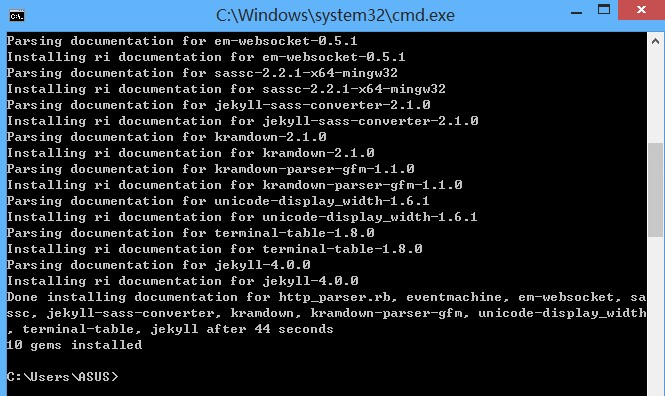 C:\Windows\system32\cmd.exe
Parsing documentation for em-websocket-0.5.1
Installing ri documentation for em-websocket-0.5.1
Parsing documentation for sassc-2.2.1-x64-mingw32
Installing ri documentation for sassc-2.2.1-x64-mingw32
Parsing documentation for jekyll-sass-converter-2.1.0
Installing ri documentation for jekyll-sass-converter-2.1.0
Parsing documentation for kramdown-2.1.0
Installing ri documentation for kramdown-2.1.0
Parsing documentation for kramdown-parser-gfm-1.1.0
Installing ri documentation for kramdown-parser-gfm-1.1.0
Parsing documentation for unicode-display_width-1.6.1
Installing ri documentation for unicode-display_width-1.6.1
Parsing documentation for terminal-table-1.8.0
Installing ri documentation for terminal-table-1.8.0
Parsing documentation for jekyll-4.0.0
Installing ri documentation for jekyll-4.0.0
Done installing documentation for http_parser.rb, eventmachine, em-websocket, sa
ssc, jekyll-sass-converter, kramdown, kramdown-parser-gfm, unicode-display_width
, terminal-table, jekyll after 44 seconds
10 gems installed
C:\Users\ASUS>